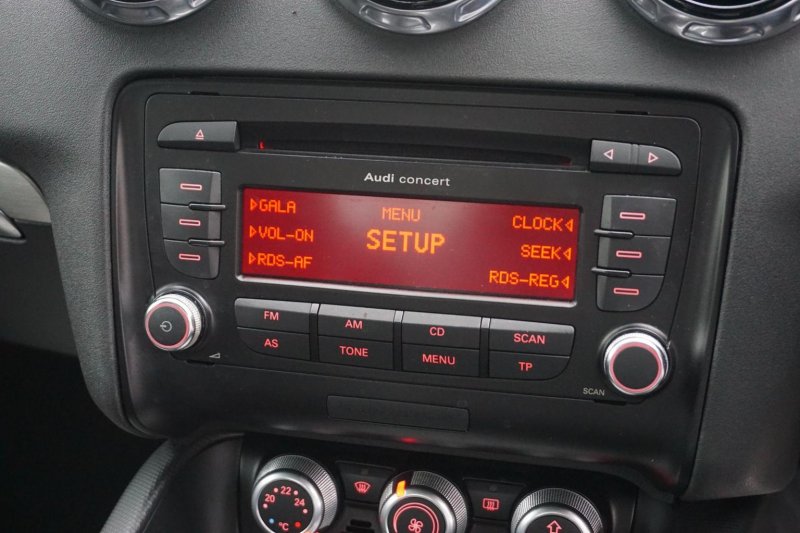 Audi concert
GALA
MENU
CLOCK
VOL-ON
SETUP
SEEK
RDS-AF
RDS-REG
FM
AM
CD
SCAN
AS
TONE
MENU
TP
SCAN
20 22 24
°C